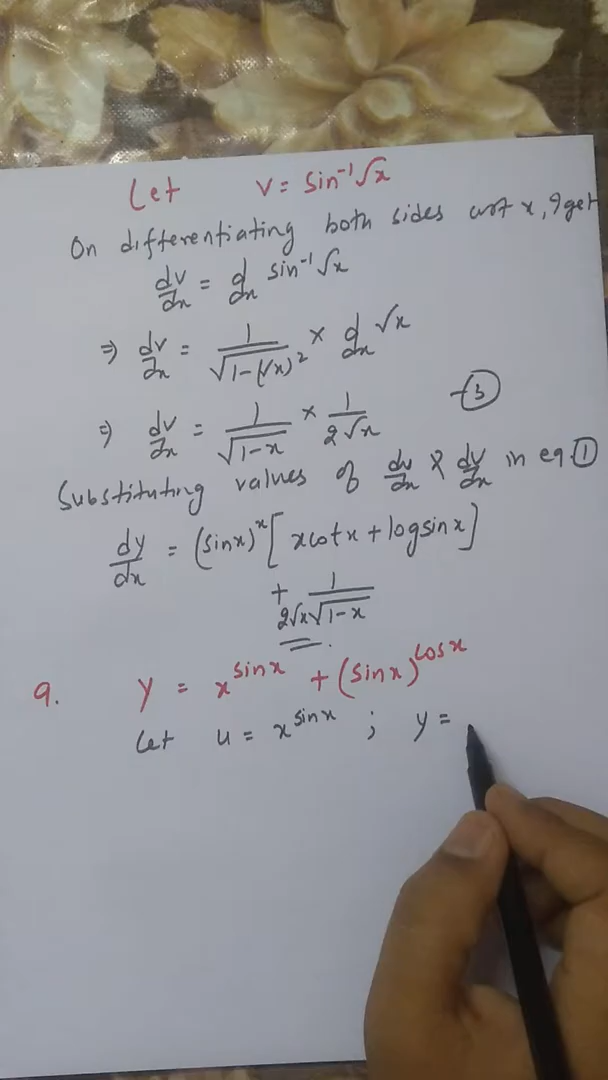 Let v = sin⁻¹√x
On differentiating both sides wrt x, I get
dv/dx = d/dx sin⁻¹√x
⇒ dv/dx = 1/√(1-(√x)²) × d/dx √x
⇒ dv/dx = 1/√(1-x) × 1/(2√x) -③
Substituting values of du/dx & dv/dx in eq ①
dy/dx = (sinx)ˣ [xcotx + logsinx]
+ 1/(2√x√(1-x))
9. y = x^sinx + (sinx)^cosx
Let u = x^sinx ; y =